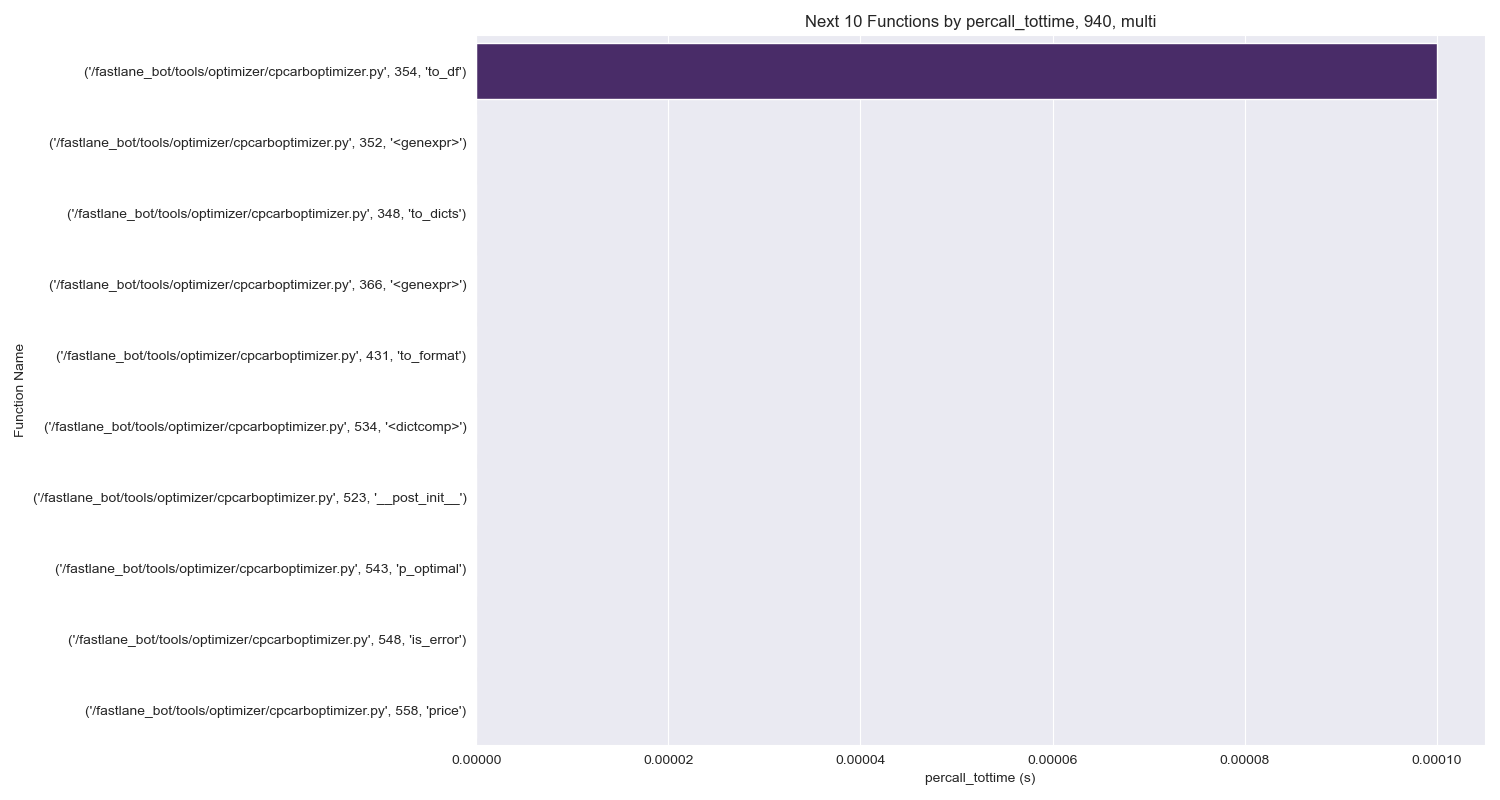 Next 10 Functions by percall_tottime, 940, multi
('/fastlane_bot/tools/optimizer/cpcarboptimizer.py', 354, 'to_df')
('/fastlane_bot/tools/optimizer/cpcarboptimizer.py', 352, '<genexpr>')
('/fastlane_bot/tools/optimizer/cpcarboptimizer.py', 348, 'to_dicts')
('/fastlane_bot/tools/optimizer/cpcarboptimizer.py', 366, '<genexpr>')
('/fastlane_bot/tools/optimizer/cpcarboptimizer.py', 431, 'to_format')
('/fastlane_bot/tools/optimizer/cpcarboptimizer.py', 534, '<dictcomp>')
('/fastlane_bot/tools/optimizer/cpcarboptimizer.py', 523, '__post_init__')
('/fastlane_bot/tools/optimizer/cpcarboptimizer.py', 543, 'p_optimal')
('/fastlane_bot/tools/optimizer/cpcarboptimizer.py', 548, 'is_error')
('/fastlane_bot/tools/optimizer/cpcarboptimizer.py', 558, 'price')
Function Name
0.00000 0.00002 0.00004 0.00006 0.00008 0.00010
percall_tottime (s)